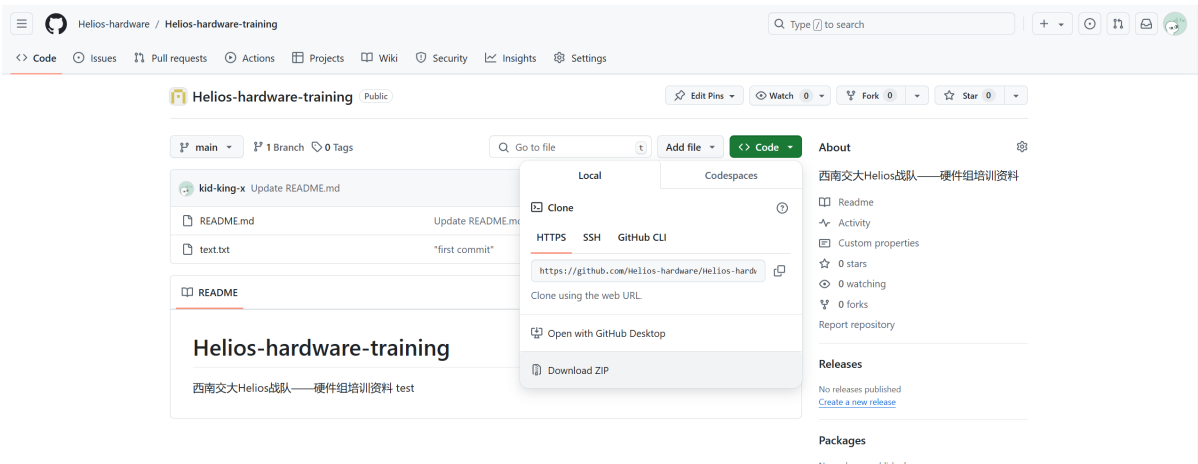 Helios-hardware / Helios-hardware-training
Type / to search
Code Issues Pull requests Actions Projects Wiki Security Insights Settings
Helios-hardware-training Public
Edit Pins Watch 0 Fork 0 Star 0
main 1 Branch 0 Tags
Go to file t
Add file
Code
About
Local Codespaces
西南交大Helios战队——硬件组培训资料
kid-king-x Update README.md
Clone
Readme
README.md Update README.md
Activity
HTTPS SSH GitHub CLI
Custom properties
text.txt "first commit"
0 stars
https://github.com/Helios-hardware/Helios-hardw
0 watching
README
Clone using the web URL.
0 forks
Report repository
Open with GitHub Desktop
Helios-hardware-training
Releases
Download ZIP
西南交大Helios战队——硬件组培训资料 test
No releases published
Create a new release
Packages